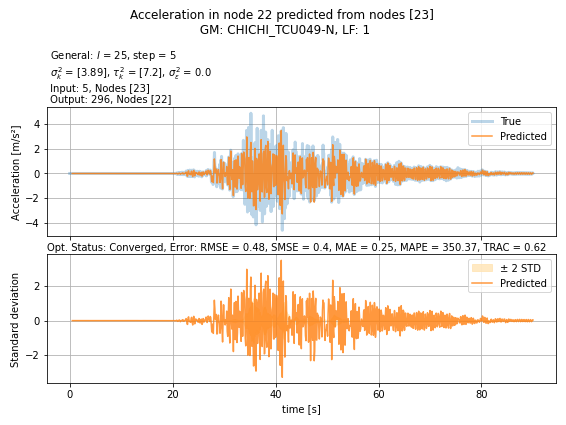 Acceleration in node 22 predicted from nodes [23]
GM: CHICHI_TCU049-N, LF: 1
General: l = 25, step = 5
σ²ₖ = [3.89], τ²ₖ = [7.2], σ²ε = 0.0
Input: 5, Nodes [23]
Output: 296, Nodes [22]
Acceleration [m/s²]
4
2
0
−2
−4
True
Predicted
Opt. Status: Converged, Error: RMSE = 0.48, SMSE = 0.4, MAE = 0.25, MAPE = 350.37, TRAC = 0.62
Standard deviation
2
0
−2
± 2 STD
Predicted
0
20
40
60
80
time [s]